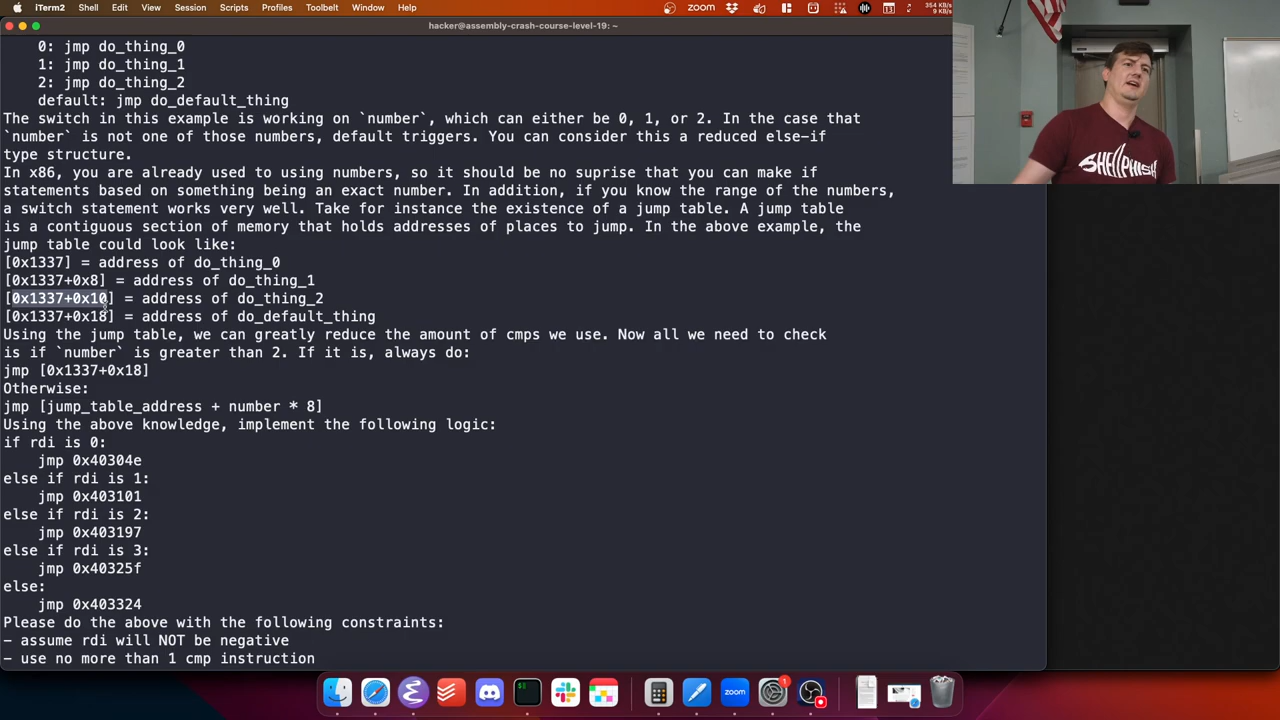 iTerm2 Shell Edit View Session Scripts Profiles Toolbelt Window Help zoom 13 354 KB/s
9 KB/s
hacker@assembly-crash-course-level-19: ~
0: jmp do_thing_0
1: jmp do_thing_1
2: jmp do_thing_2
default: jmp do_default_thing
The switch in this example is working on `number`, which can either be 0, 1, or 2. In the case that
`number` is not one of those numbers, default triggers. You can consider this a reduced else-if
type structure.
In x86, you are already used to using numbers, so it should be no suprise that you can make if
statements based on something being an exact number. In addition, if you know the range of the numbers,
a switch statement works very well. Take for instance the existence of a jump table. A jump table
is a contiguous section of memory that holds addresses of places to jump. In the above example, the
jump table could look like:
[0x1337] = address of do_thing_0
[0x1337+0x8] = address of do_thing_1
[0x1337+0x10] = address of do_thing_2
[0x1337+0x18] = address of do_default_thing
Using the jump table, we can greatly reduce the amount of cmps we use. Now all we need to check
is if `number` is greater than 2. If it is, always do:
jmp [0x1337+0x18]
Otherwise:
jmp [jump_table_address + number * 8]
Using the above knowledge, implement the following logic:
if rdi is 0:
jmp 0x40304e
else if rdi is 1:
jmp 0x403101
else if rdi is 2:
jmp 0x403197
else if rdi is 3:
jmp 0x40325f
else:
jmp 0x403324
Please do the above with the following constraints:
- assume rdi will NOT be negative
- use no more than 1 cmp instruction
SHELLPHISH
zoom
1